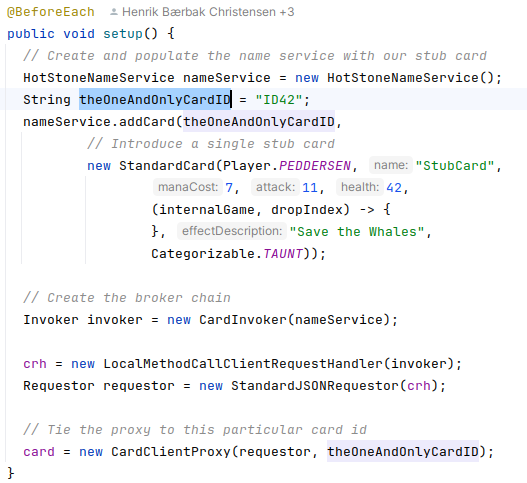 @BeforeEach Henrik Bærbak Christensen +3
public void setup() {
// Create and populate the name service with our stub card
HotStoneNameService nameService = new HotStoneNameService();
String theOneAndOnlyCardID = "ID42";
nameService.addCard(theOneAndOnlyCardID,
// Introduce a single stub card
new StandardCard(Player.PEDDERSEN, name: "StubCard",
manaCost: 7, attack: 11, health: 42,
(internalGame, dropIndex) -> {
}, effectDescription: "Save the Whales",
Categorizable.TAUNT));
// Create the broker chain
Invoker invoker = new CardInvoker(nameService);
crh = new LocalMethodCallClientRequestHandler(invoker);
Requestor requestor = new StandardJSONRequestor(crh);
// Tie the proxy to this particular card id
card = new CardClientProxy(requestor, theOneAndOnlyCardID);
}